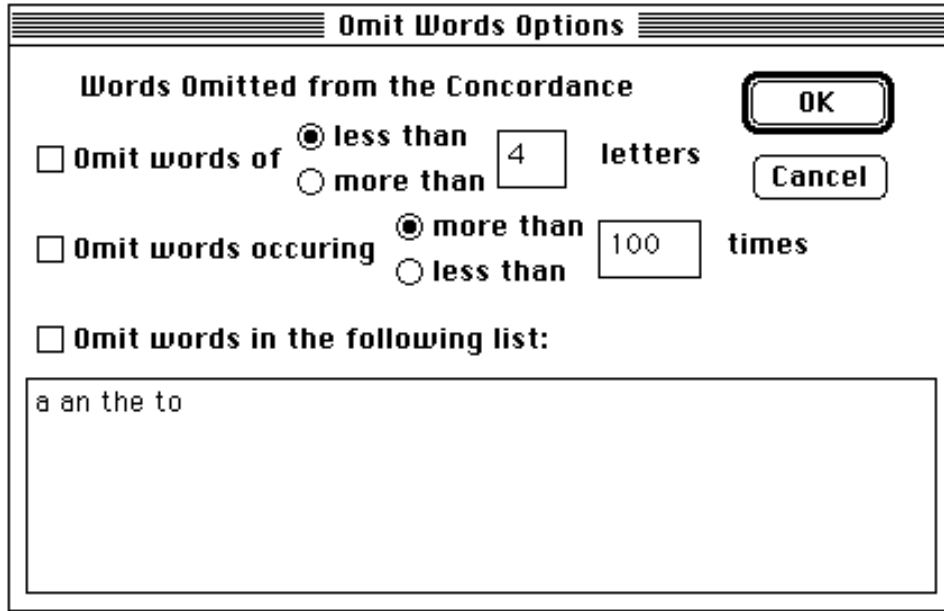 Omit Words Options
Words Omitted from the Concordance
OK
Cancel
Omit words of
less than
more than
4
letters
Omit words occuring
more than
less than
100
times
Omit words in the following list:
a an the to